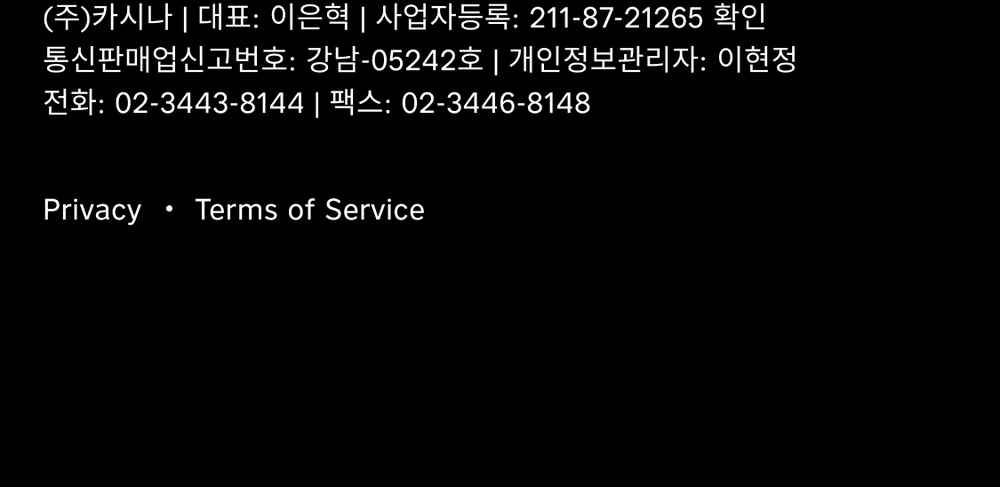 (주)카시나 | 대표: 이은혁 | 사업자등록: 211-87-21265 확인
통신판매업신고번호: 강남-05242호 | 개인정보관리자: 이현정
전화: 02-3443-8144 | 팩스: 02-3446-8148
Privacy • Terms of Service